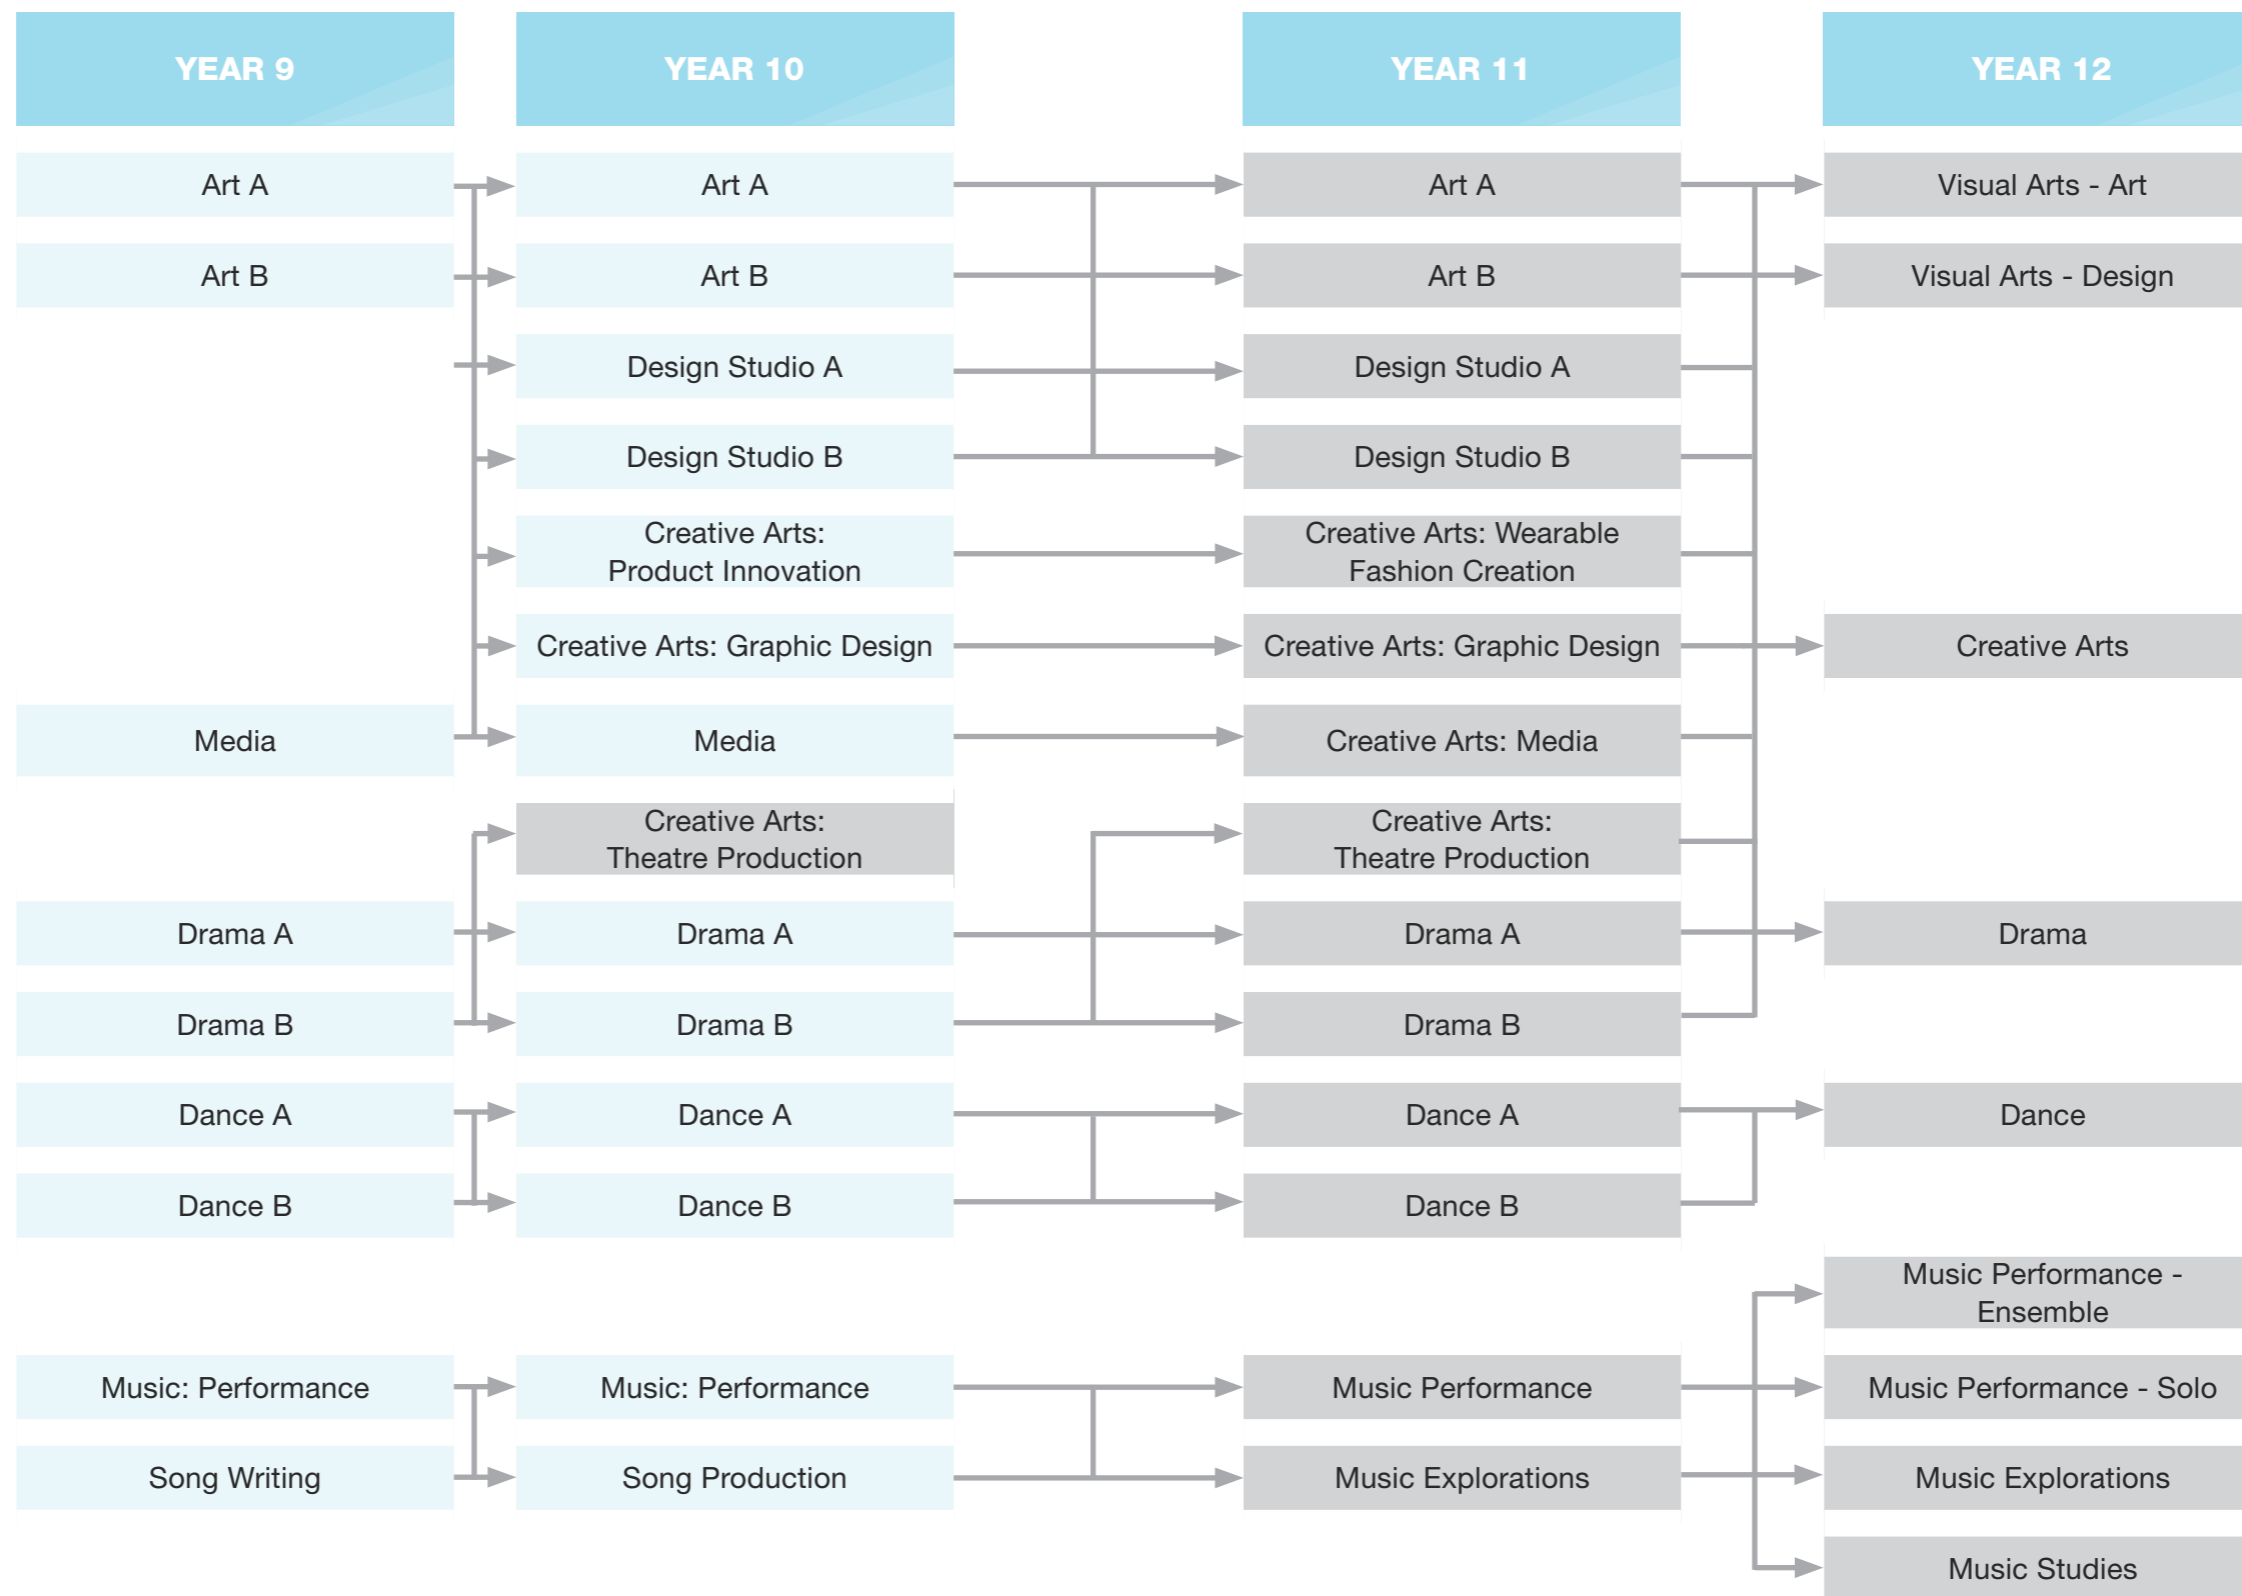 YEAR 9
YEAR 10
YEAR 11
YEAR 12
Art A
Art A
Art A
Visual Arts - Art
Art B
Art B
Art B
Visual Arts - Design
Design Studio A
Design Studio A
Design Studio B
Design Studio B
Creative Arts:
Product Innovation
Creative Arts: Wearable
Fashion Creation
Creative Arts: Graphic Design
Creative Arts: Graphic Design
Creative Arts
Media
Media
Creative Arts: Media
Creative Arts:
Theatre Production
Creative Arts:
Theatre Production
Drama A
Drama A
Drama A
Drama
Drama B
Drama B
Drama B
Dance A
Dance A
Dance A
Dance
Dance B
Dance B
Dance B
Music Performance -
Ensemble
Music: Performance
Music: Performance
Music Performance
Music Performance - Solo
Song Writing
Song Production
Music Explorations
Music Explorations
Music Studies